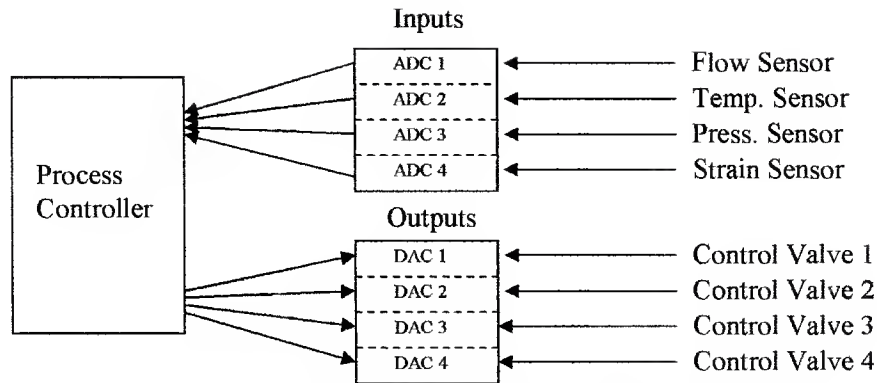 Inputs
ADC 1
ADC 2
ADC 3
ADC 4
Flow Sensor
Temp. Sensor
Press. Sensor
Strain Sensor
Process
Controller
Outputs
DAC 1
DAC 2
DAC 3
DAC 4
Control Valve 1
Control Valve 2
Control Valve 3
Control Valve 4